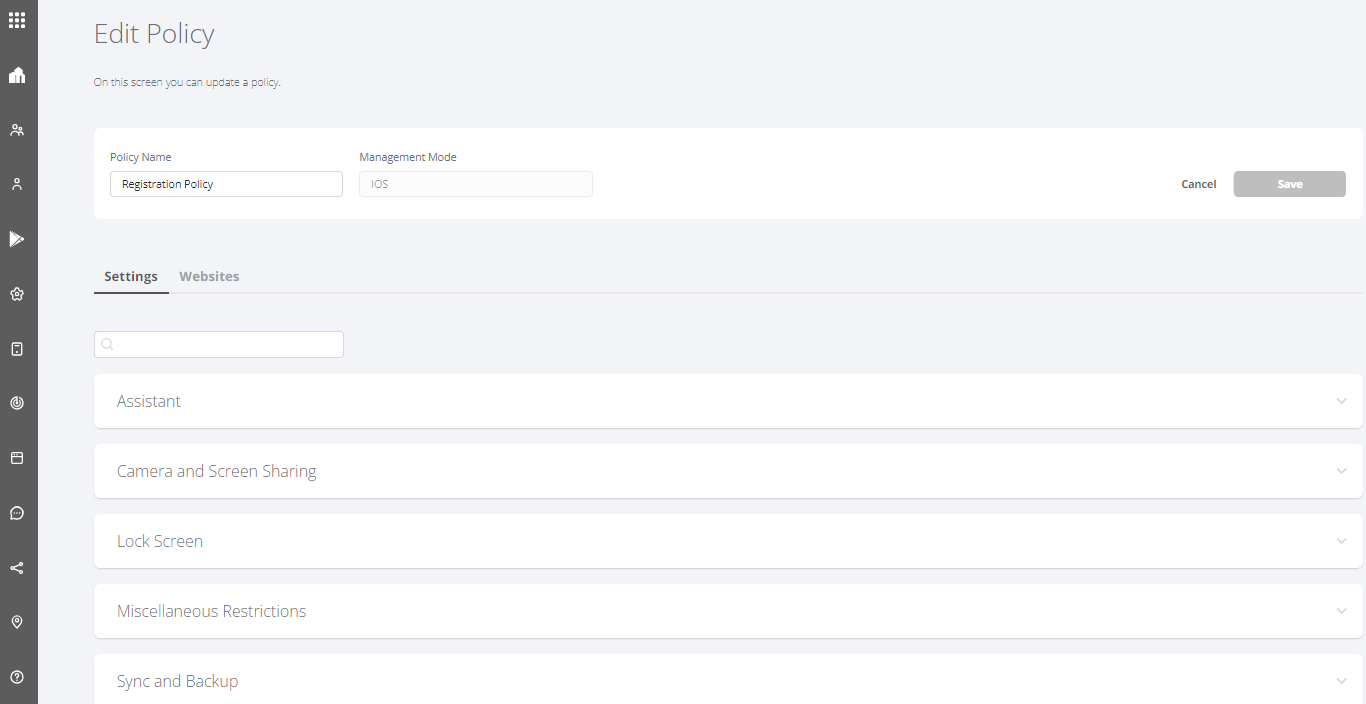 Edit Policy
On this screen you can update a policy.
Policy Name
Management Mode
Registration Policy
IOS
Cancel
Save
Settings
Websites
Assistant
Camera and Screen Sharing
Lock Screen
Miscellaneous Restrictions
Sync and Backup